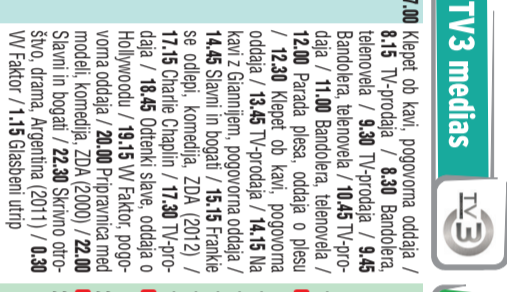 TV3 medias
TV3
7.00 Klepet ob kavi, pogovorna oddaja /
8.15 TV-prodaja / 8.30 Bandolera,
telenovela / 9.30 TV-prodaja / 9.45
Bandolera, telenovela / 10.45 TV-pro-
daja / 11.00 Bandolera, telenovela /
12.00 Parada plesa, oddaja o plesu
/ 12.30 Klepet ob kavi, pogovorna
oddaja / 13.45 TV-prodaja / 14.15 Na
kavi z Giannijem, pogovorna oddaja /
14.45 Slavni in bogati / 15.15 Frankie
se odlepi, komedija, ZDA (2012) /
17.15 Charlie Chaplin / 17.30 TV-pro-
daja / 18.45 Odtenki slave, oddaja o
Hollywoodu / 19.15 W Faktor, pogo-
vorna oddaja / 20.00 Pripravnica med
modeli, komedija, ZDA (2000) / 22.00
Slavni in bogati / 22.30 Skrivno otro-
štvo, drama, Argentina (2011) / 0.30
W Faktor / 1.15 Glasbeni utrip